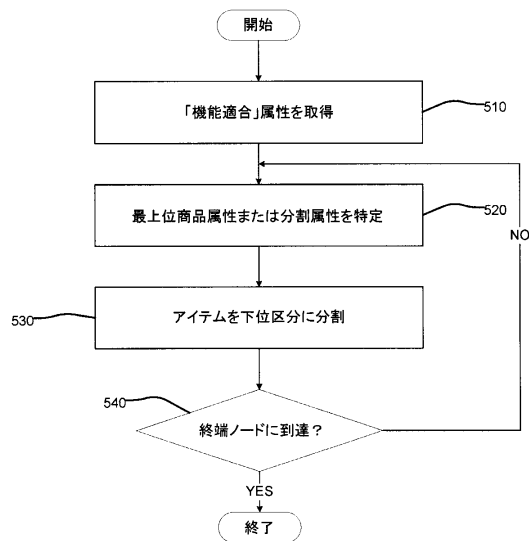 開始
「機能適合」属性を取得
510
最上位商品属性または分割属性を特定
520
NO
アイテムを下位区分に分割
530
540
終端ノードに到達?
YES
終了